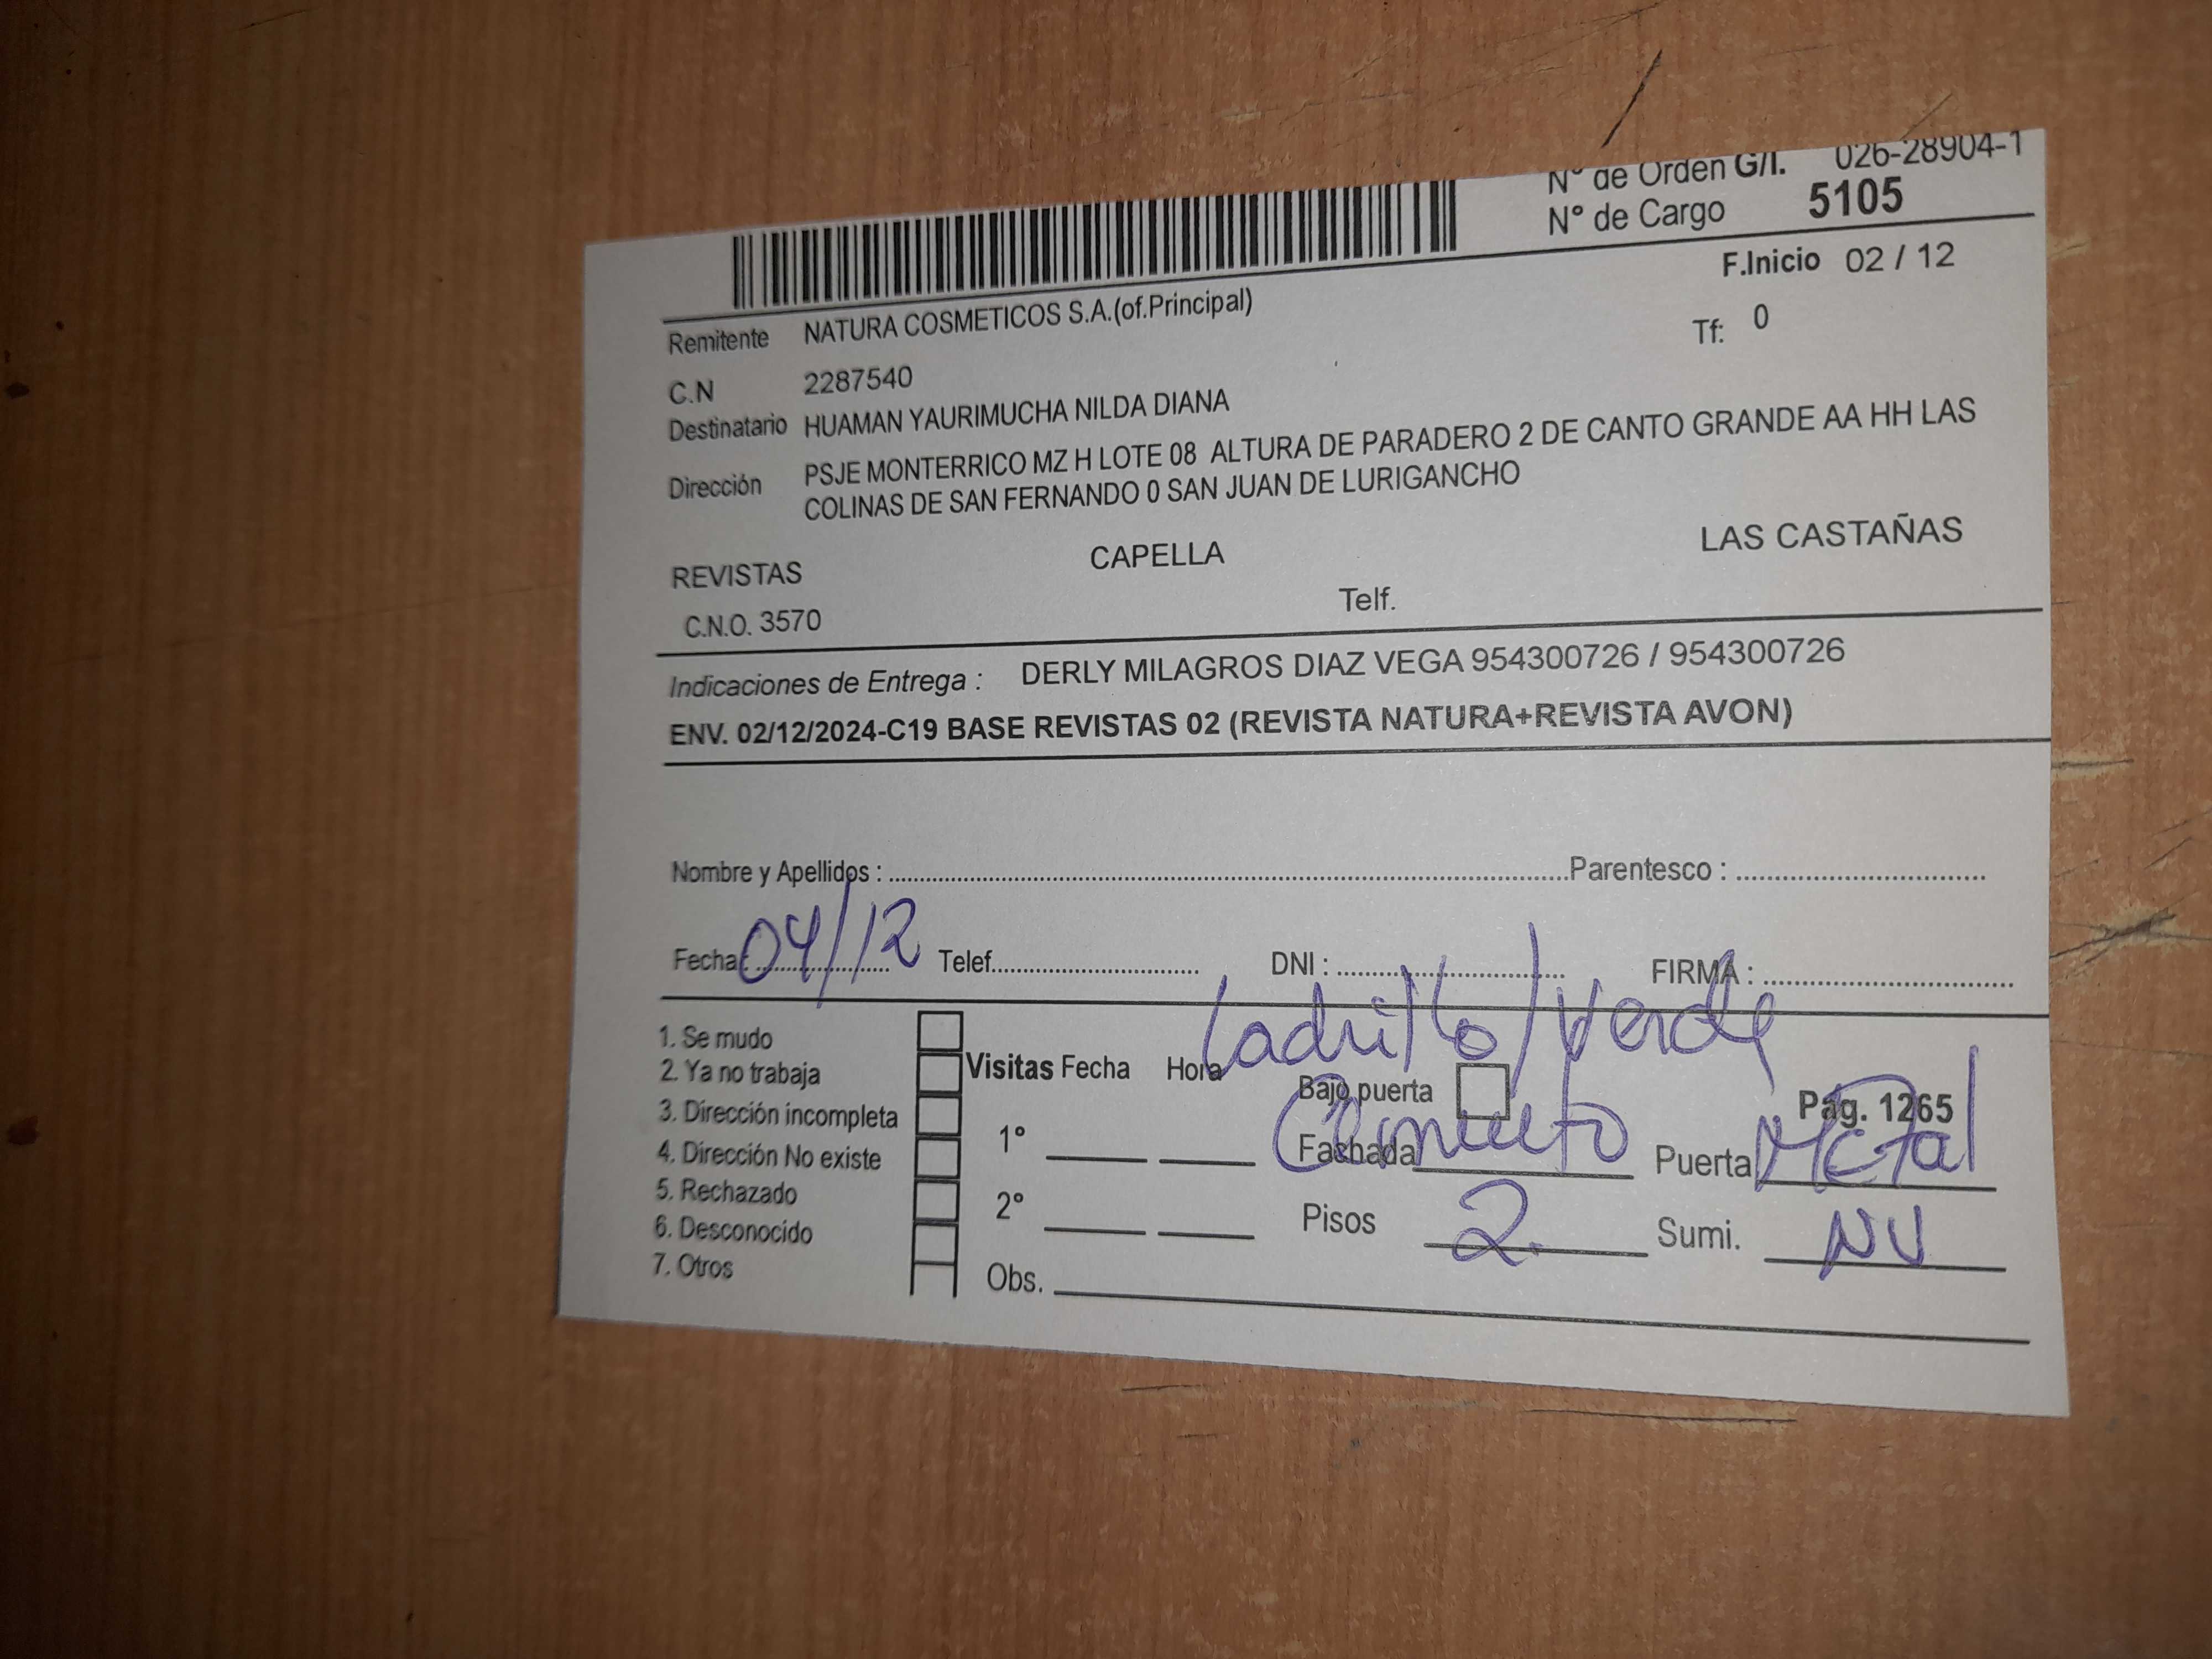 N° de Orden G/I. 026-28904-1
N° de Cargo 5105
F.Inicio 02 / 12
Remitente NATURA COSMETICOS S.A.(of.Principal)
Tf: 0
C.N 2287540
Destinatario HUAMAN YAURIMUCHA NILDA DIANA
Dirección PSJE MONTERRICO MZ H LOTE 08 ALTURA DE PARADERO 2 DE CANTO GRANDE AA HH LAS
COLINAS DE SAN FERNANDO 0 SAN JUAN DE LURIGANCHO
REVISTAS CAPELLA LAS CASTAÑAS
C.N.O. 3570 Telf.
Indicaciones de Entrega : DERLY MILAGROS DIAZ VEGA 954300726 / 954300726
ENV. 02/12/2024-C19 BASE REVISTAS 02 (REVISTA NATURA+REVISTA AVON)
Nombre y Apellidos : Parentesco :
Fecha : 04/12 Telef. DNI : FIRMA :
Ladrillo/verde
1. Se mudo
2. Ya no trabaja Visitas Fecha Hora Bajo puerta
3. Dirección incompleta Pág. 1265
4. Dirección No existe 1° Fachada Puerta Metal
5. Rechazado
6. Desconocido 2° Pisos 2. Sumi. NV
7. Otros Obs.